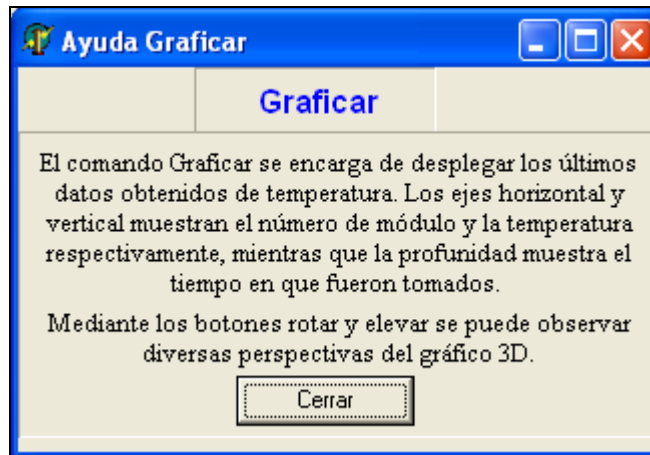 Ayuda Graficar
Graficar
El comando Graficar se encarga de desplegar los últimos
datos obtenidos de temperatura. Los ejes horizontal y
vertical muestran el número de módulo y la temperatura
respectivamente, mientras que la profunidad muestra el
tiempo en que fueron tomados.
Mediante los botones rotar y elevar se puede observar
diversas perspectivas del gráfico 3D.
Cerrar